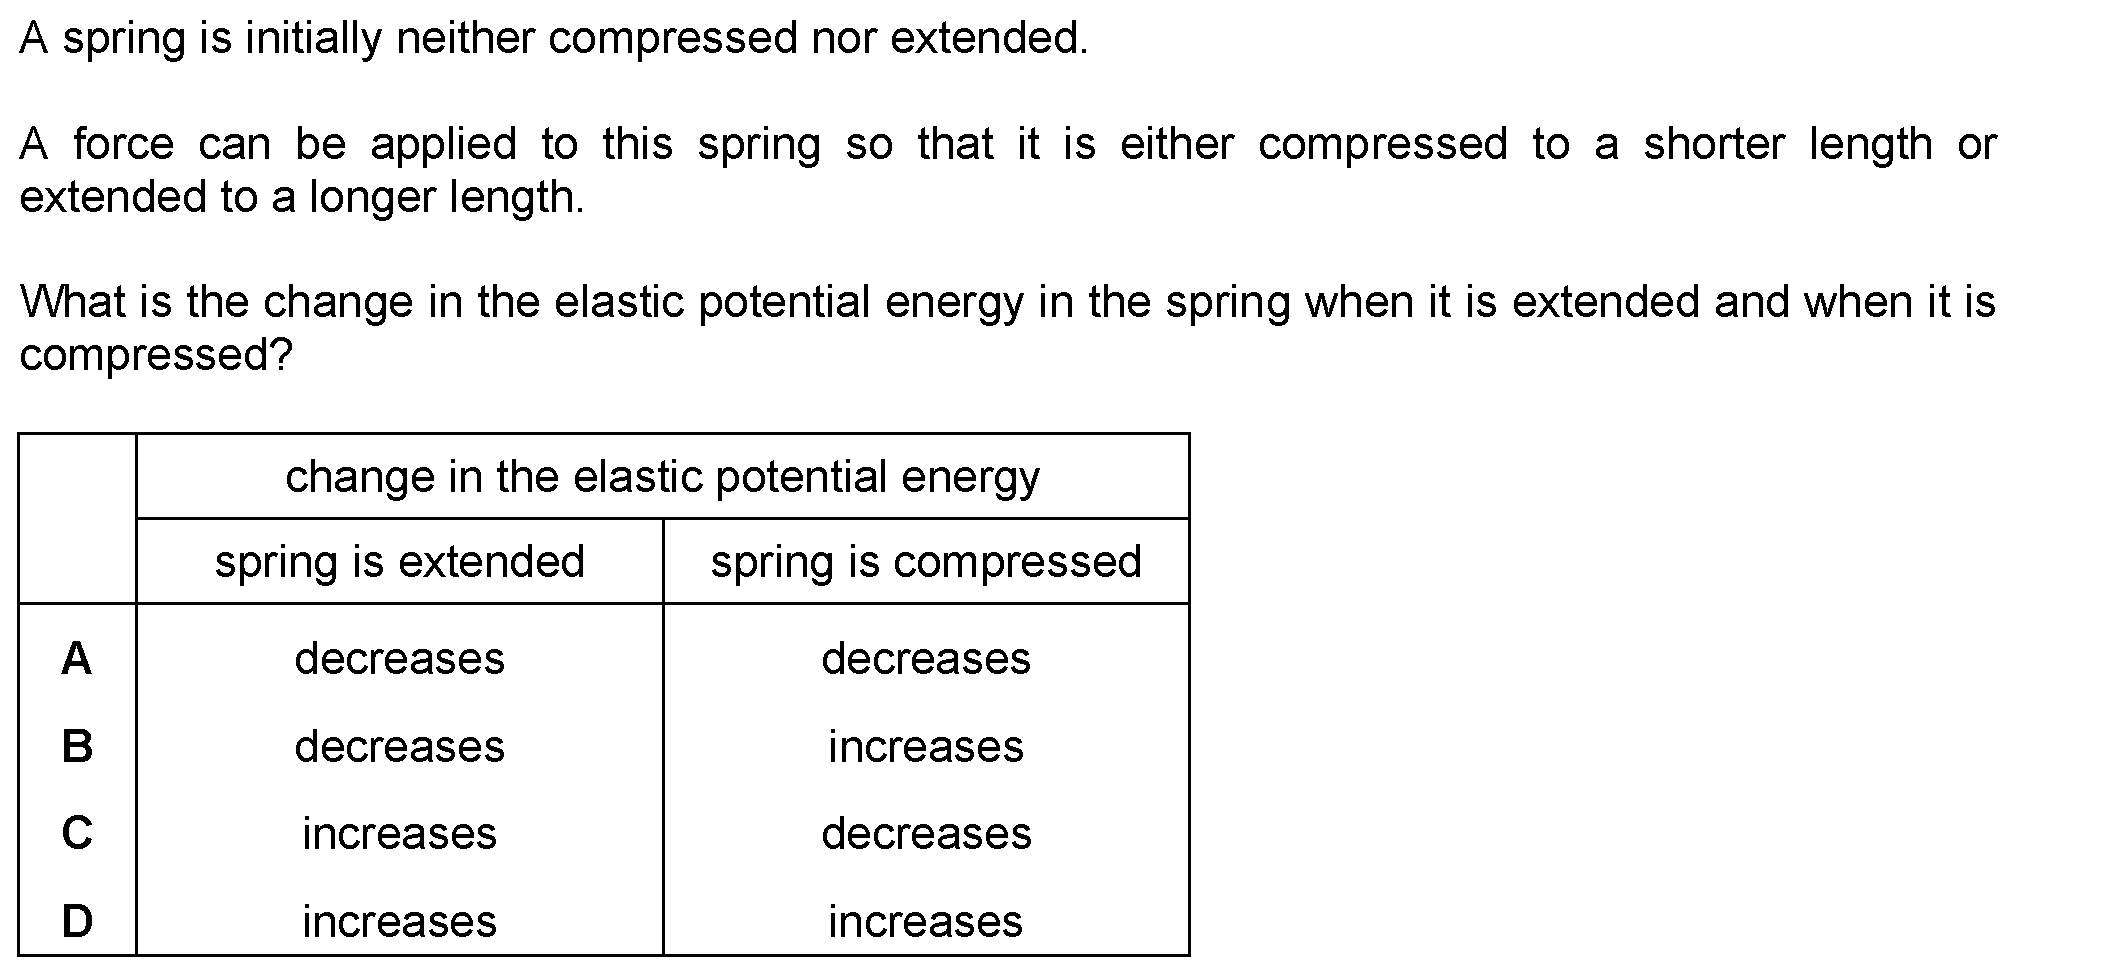 A spring is initially neither compressed nor extended.
A force can be applied to this spring so that it is either compressed to a shorter length or
extended to a longer length.
What is the change in the elastic potential energy in the spring when it is extended and when it is
compressed?
change in the elastic potential energy
spring is extended spring is compressed
A decreases decreases
B decreases increases
C increases decreases
D increases increases